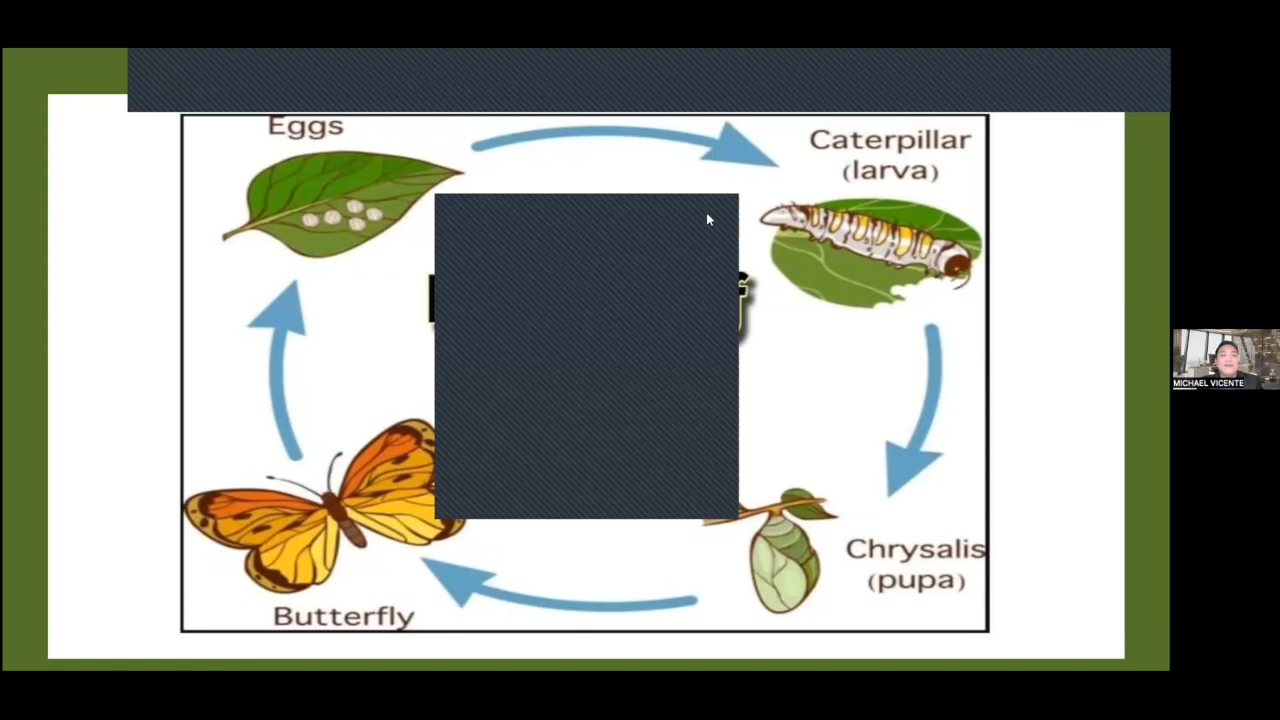 Eggs
Caterpillar
(larva)
Chrysalis
(pupa)
Butterfly
MICHAEL VICENTE